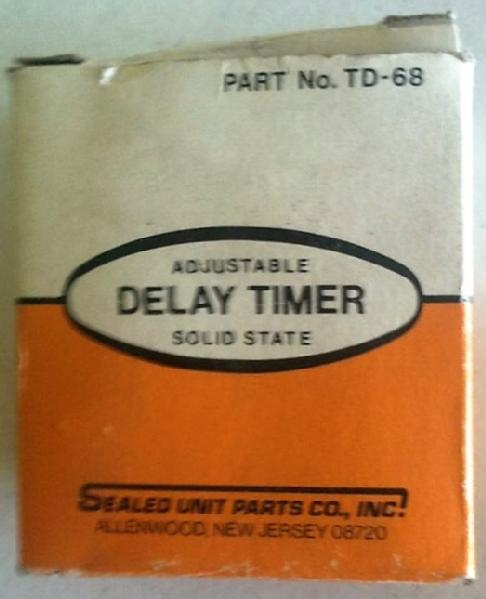 PART No. TD-68
ADJUSTABLE
DELAY TIMER
SOLID STATE
SEALED UNIT PARTS CO., INC.
ALLENWOOD, NEW JERSEY 08720